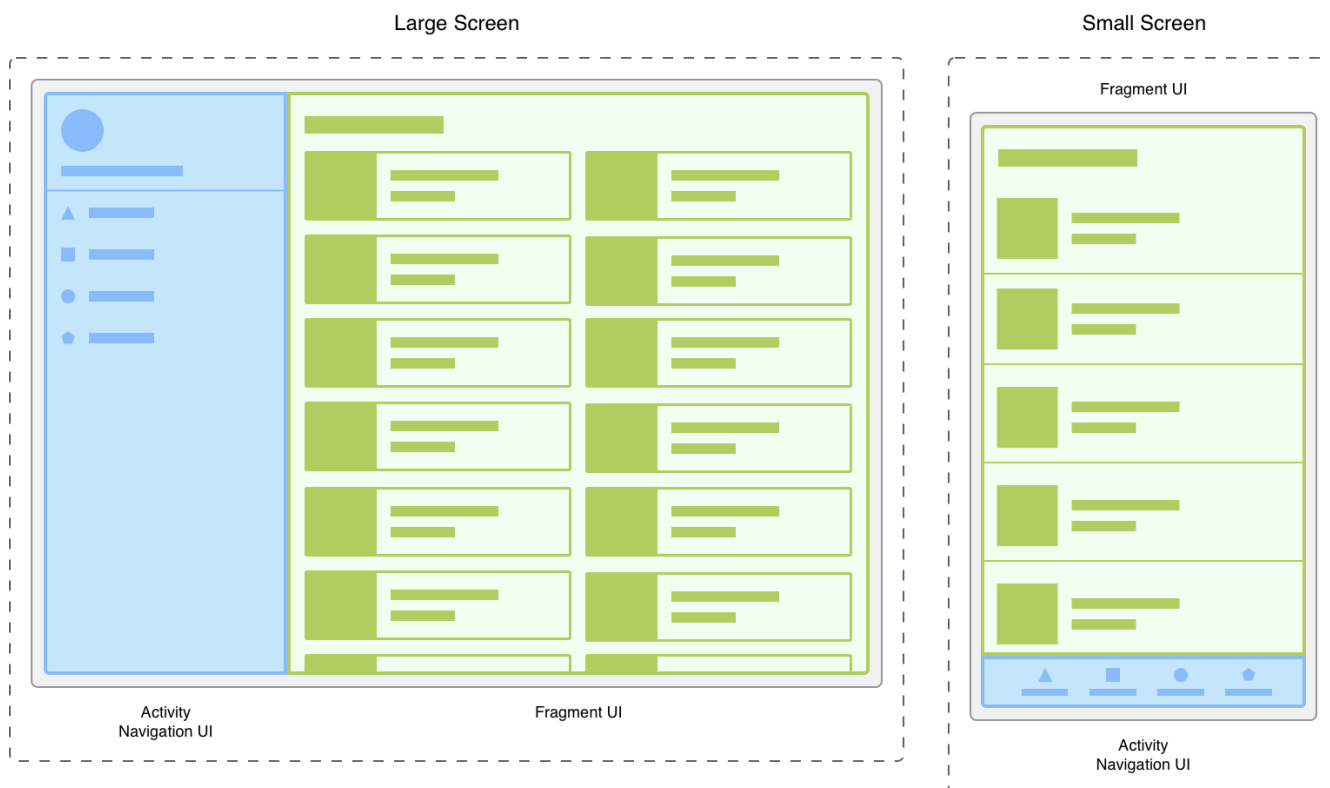 Large Screen
Small Screen
Fragment UI
Activity
Navigation UI
Fragment UI
Activity
Navigation UI